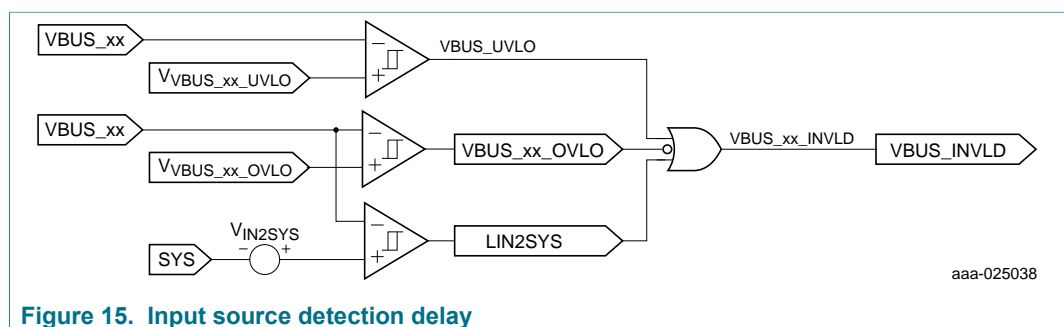 VBUS_xx
VVBUS_xx_UVLO
−
+
VBUS_UVLO
VBUS_xx
VVBUS_xx_OVLO
−
+
VBUS_xx_OVLO
VBUS_xx_INVLD
VBUS_INVLD
SYS
VIN2SYS
− +
−
+
LIN2SYS
aaa-025038
Figure 15. Input source detection delay